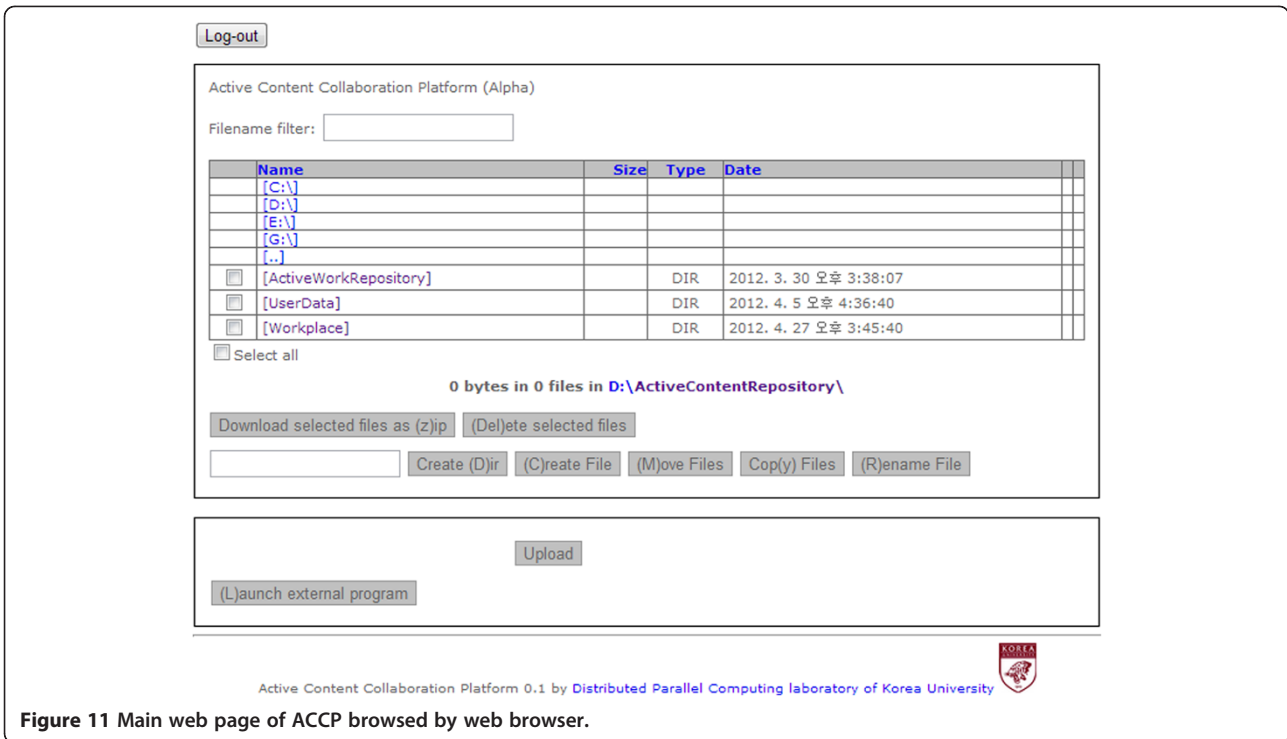 Log-out
Active Content Collaboration Platform (Alpha)
Filename filter:
Name Size Type Date
[C:\]
[D:\]
[E:\]
[G:\]
[..]
[ActiveWorkRepository] DIR 2012. 3. 30 오후 3:38:07
[UserData] DIR 2012. 4. 5 오후 4:36:40
[Workplace] DIR 2012. 4. 27 오후 3:45:40
Select all
0 bytes in 0 files in D:\ActiveContentRepository\
Download selected files as (z)ip (Del)ete selected files
Create (D)ir (C)reate File (M)ove Files Cop(y) Files (R)ename File
Upload
(L)aunch external program
KOREA
Active Content Collaboration Platform 0.1 by Distributed Parallel Computing laboratory of Korea University
Figure 11 Main web page of ACCP browsed by web browser.